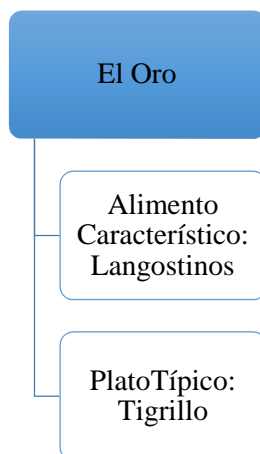 El Oro
Alimento
Característico:
Langostinos
PlatoTípico:
Tigrillo